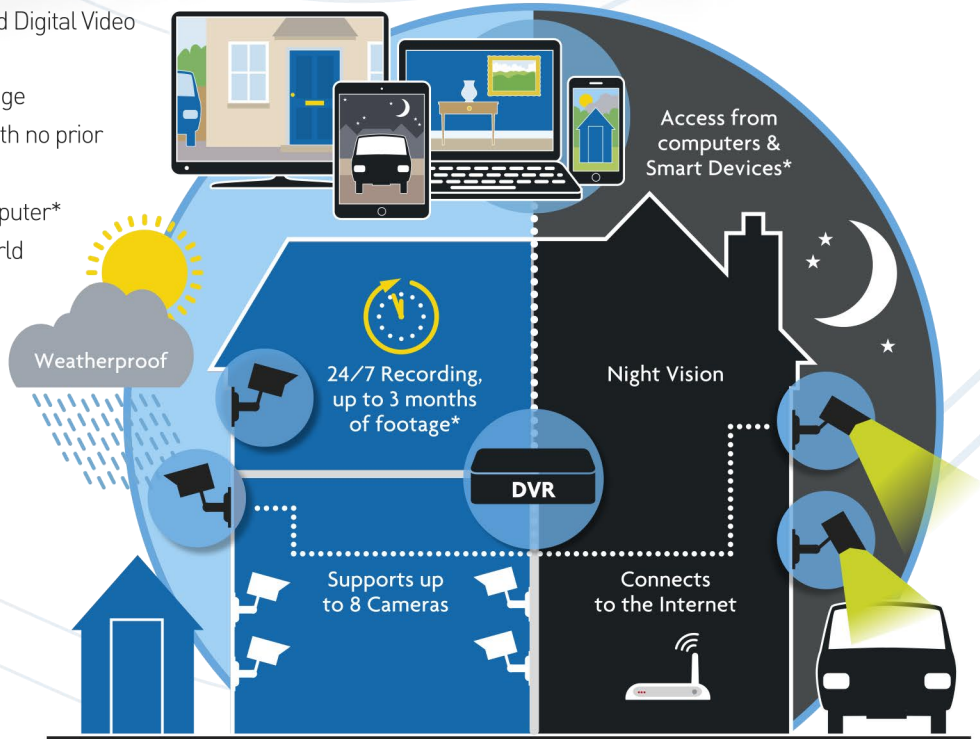 d Digital Video
ge
th no prior
puter*
rld
Access from
computers &
Smart Devices*
Weatherproof
24/7 Recording,
up to 3 months
of footage*
Night Vision
DVR
Supports up
to 8 Cameras
Connects
to the Internet